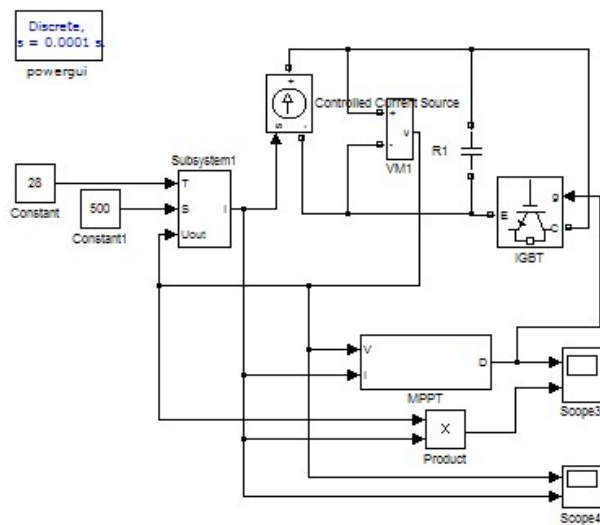 Discrete,
s = 0.0001 s.
powergui
+
Controlled Current Source
s
-
+
v
-
VM1
R1
Subsystem1
28
Constant
500
Constant1
T
S
I
Uout
g
E
C
IGBT
V
D
I
MPPT
X
Product
Scope3
Scope4